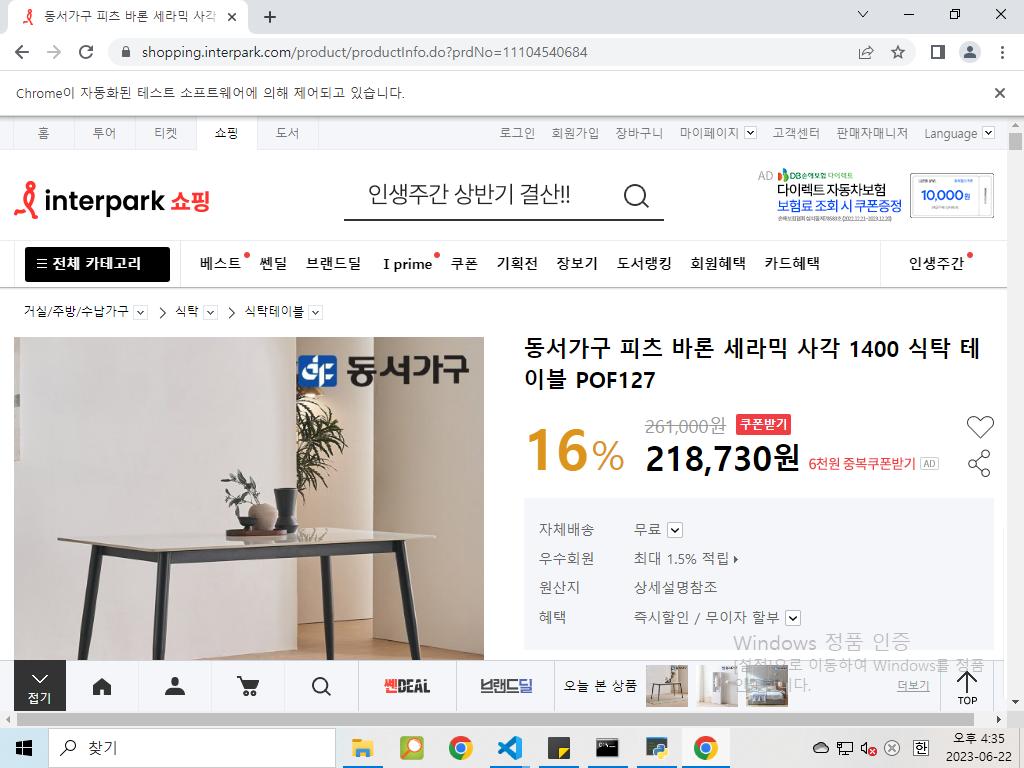 동서가구 피츠 바론 세라믹 사각
shopping.interpark.com/product/productInfo.do?prdNo=11104540684
Chrome이 자동화된 테스트 소프트웨어에 의해 제어되고 있습니다.
홈 투어 티켓 쇼핑 도서 로그인 회원가입 장바구니 마이페이지 고객센터 판매자매니저 Language
AD DB손해보험 다이렉트
interpark 쇼핑 인생주간 상반기 결산!! 다이렉트 자동차보험
보험료 조회 시 쿠폰증정 10,000원
전체 카테고리 베스트 쎈딜 브랜드딜 I prime 쿠폰 기획전 장보기 도서랭킹 회원혜택 카드혜택 인생주간
거실/주방/수납가구 식탁 식탁테이블
동서가구
동서가구 피츠 바론 세라믹 사각 1400 식탁 테
이블 POF127
16% 261,000원 쿠폰받기
218,730원 6천원 중복쿠폰받기 AD
자체배송 무료
우수회원 최대 1.5% 적립
원산지 상세설명참조
혜택 즉시할인 / 무이자 할부
Windows 정품 인증
[설정]으로 이동하여 Windows를 정품
접기 쎈DEAL 브랜드딜 오늘 본 상품 더보기 TOP
찾기
한 오후 4:35
2023-06-22